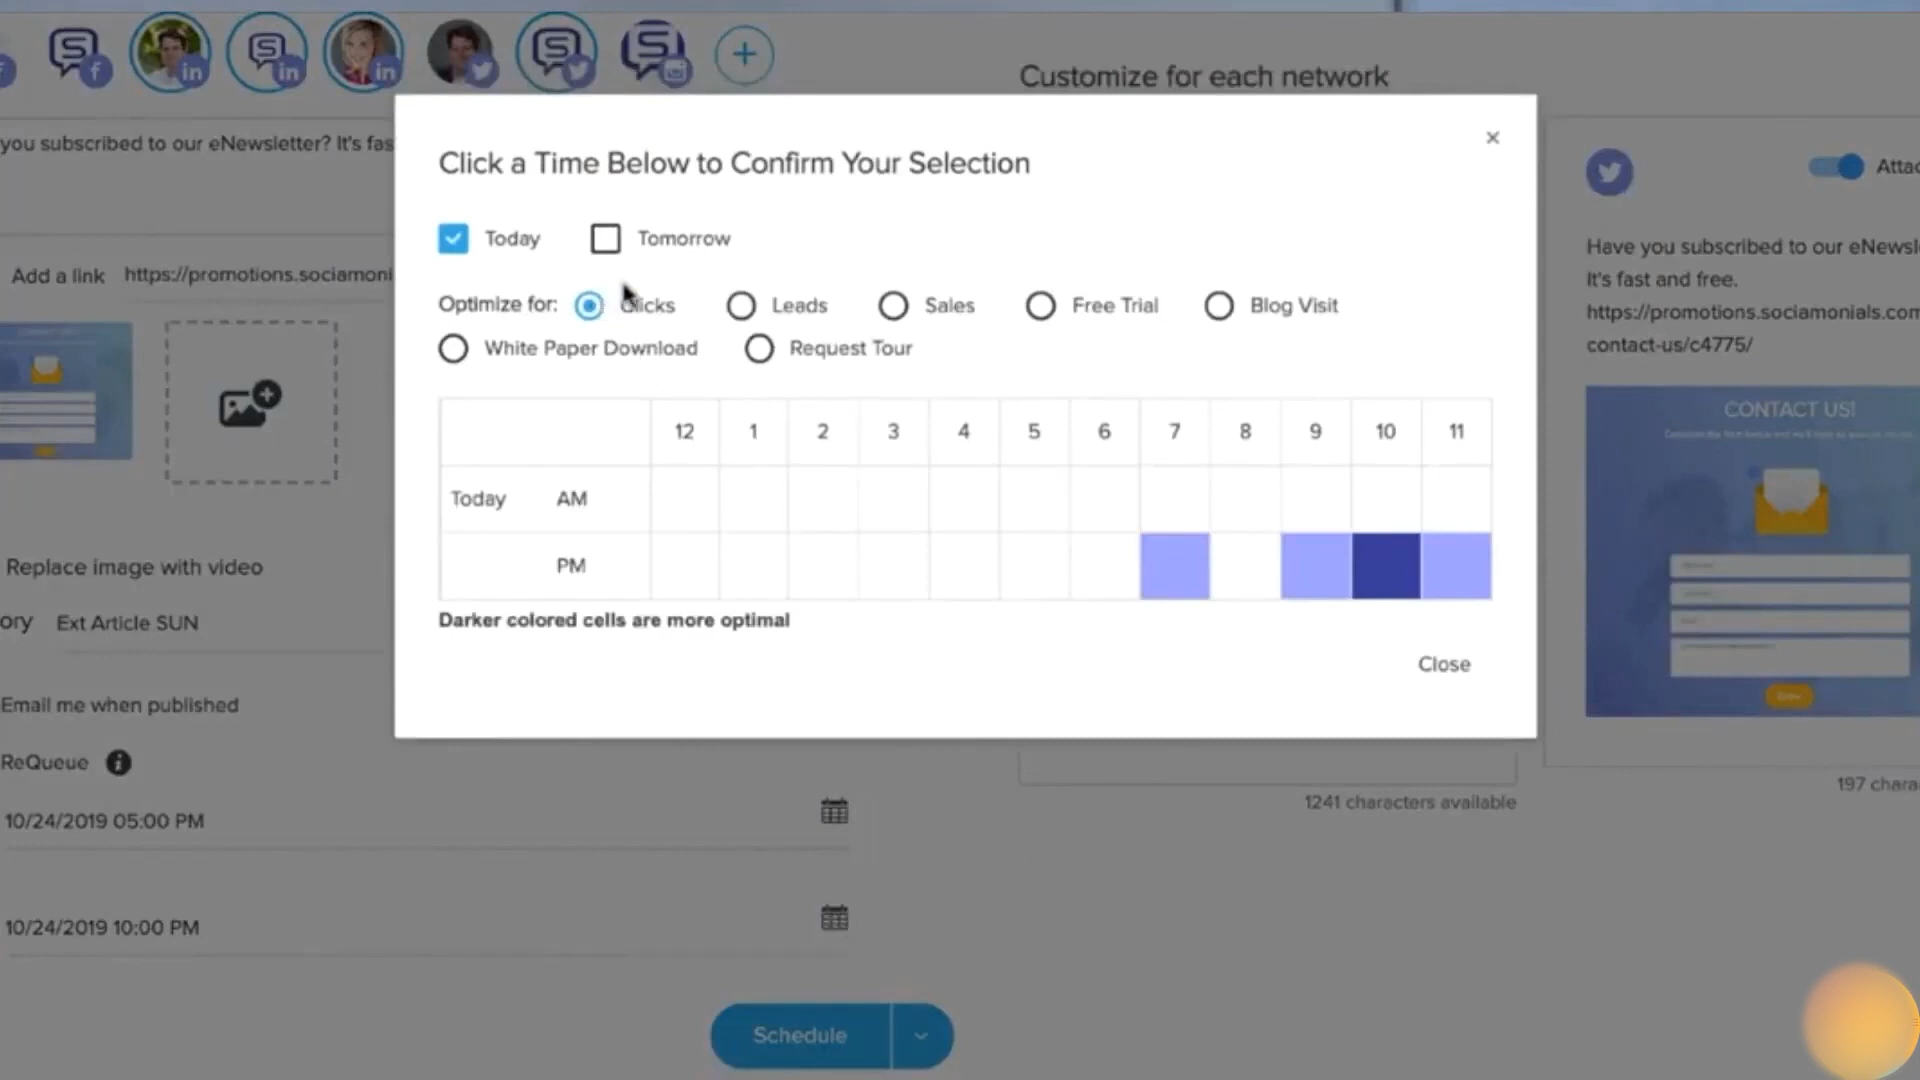 Customize for each network
you subscribed to our eNewsletter? It's fas
Click a Time Below to Confirm Your Selection
×
Today
Tomorrow
Optimize for:
Clicks
Leads
Sales
Free Trial
Blog Visit
White Paper Download
Request Tour
12 1 2 3 4 5 6 7 8 9 10 11
Today AM
PM
Darker colored cells are more optimal
Close
Add a link https://promotions.sociamoni
Replace image with video
ory Ext Article SUN
Email me when published
ReQueue
10/24/2019 05:00 PM
10/24/2019 10:00 PM
Schedule
1241 characters available
Attac
Have you subscribed to our eNewsl
It's fast and free.
https://promotions.sociamonials.com
contact-us/c4775/
CONTACT US!
197 chara